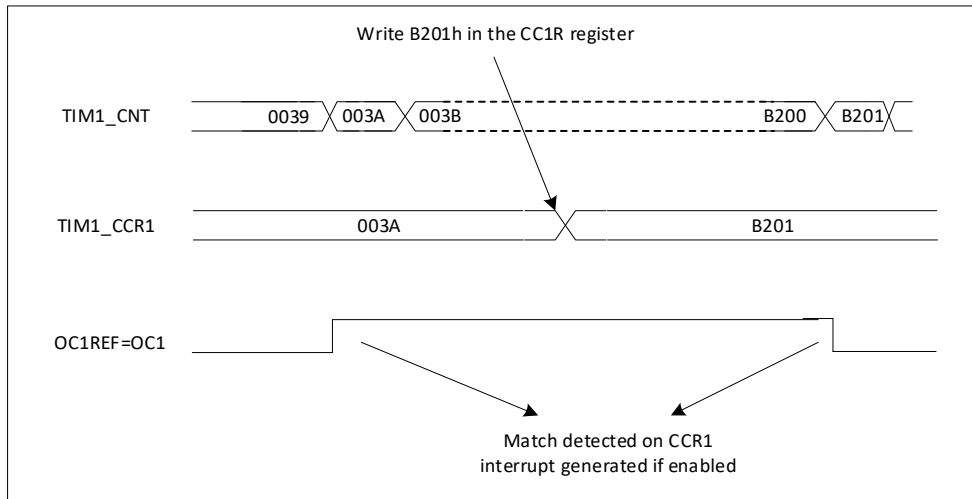 Write B201h in the CC1R register
TIM1_CNT 0039 003A 003B B200 B201
TIM1_CCR1 003A B201
OC1REF=OC1
Match detected on CCR1
interrupt generated if enabled